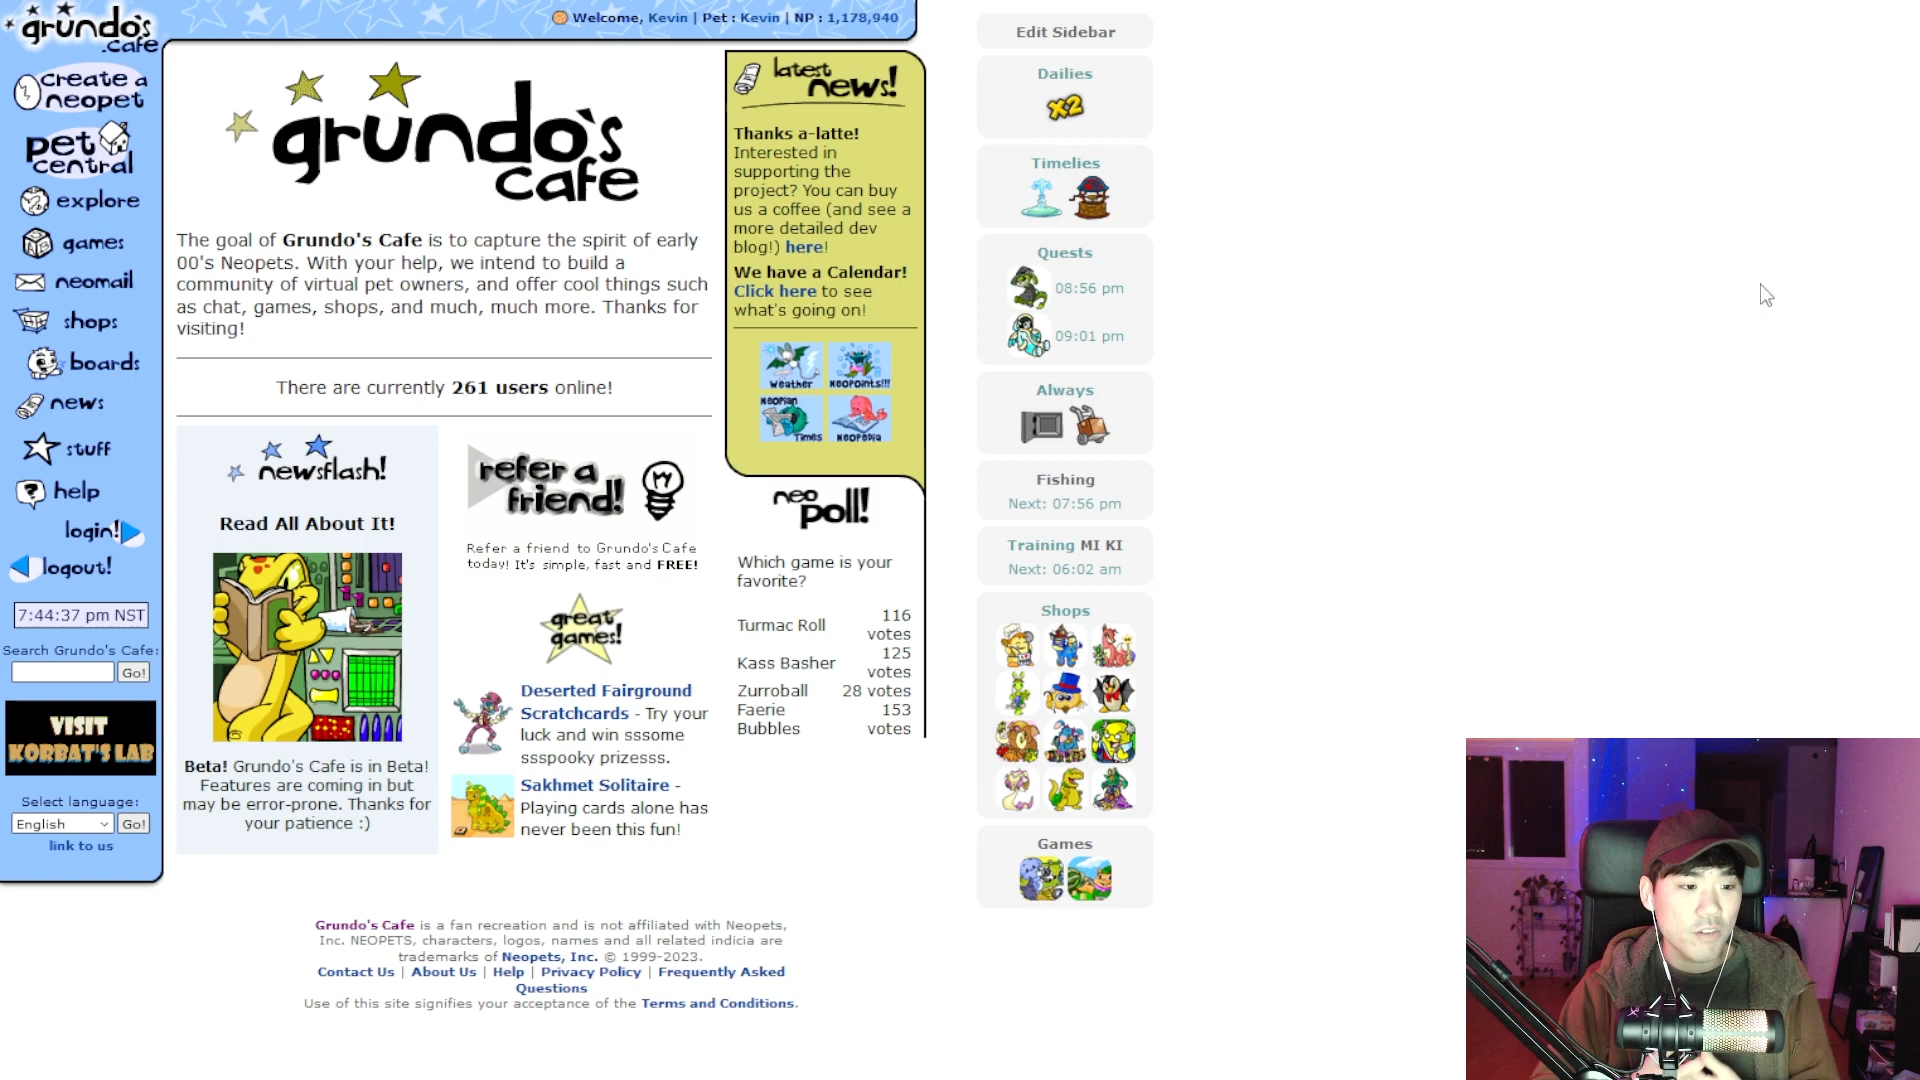 grundo's
.cafe
Welcome, Kevin | Pet : Kevin | NP : 1,178,940
create a
neopet
pet
central
explore
games
neomail
shops
boards
news
stuff
help
login!
logout!
7:44:37 pm NST
Search Grundo's Cafe:
Go!
VISIT
KORBAT'S LAB
Select language:
English
Go!
link to us
grundo's
cafe
The goal of Grundo's Cafe is to capture the spirit of early
00's Neopets. With your help, we intend to build a
community of virtual pet owners, and offer cool things such
as chat, games, shops, and much, much more. Thanks for
visiting!
There are currently 261 users online!
newsflash!
Read All About It!
Beta! Grundo's Cafe is in Beta!
Features are coming in but
may be error-prone. Thanks for
your patience :)
refer a
friend!
Refer a friend to Grundo's Cafe
today! It's simple, fast and FREE!
great
games!
Deserted Fairground
Scratchcards - Try your
luck and win sssome
ssspooky prizesss.
Sakhmet Solitaire -
Playing cards alone has
never been this fun!
latest
news!
Thanks a-latte!
Interested in
supporting the
project? You can buy
us a coffee (and see a
more detailed dev
blog!) here!
We have a Calendar!
Click here to see
what's going on!
Weather
NEOPOINTS!!!
NEOPIAN
Times
NEOPEDIA
neo
poll!
Which game is your
favorite?
Turmac Roll 116
votes
Kass Basher 125
votes
Zurroball 28 votes
Faerie 153
Bubbles votes
Edit Sidebar
Dailies
x2
Timelies
Quests
08:56 pm
09:01 pm
Always
Fishing
Next: 07:56 pm
Training MI KI
Next: 06:02 am
Shops
Games
Grundo's Cafe is a fan recreation and is not affiliated with Neopets,
Inc. NEOPETS, characters, logos, names and all related indicia are
trademarks of Neopets, Inc. © 1999-2023.
Contact Us | About Us | Help | Privacy Policy | Frequently Asked
Questions
Use of this site signifies your acceptance of the Terms and Conditions.